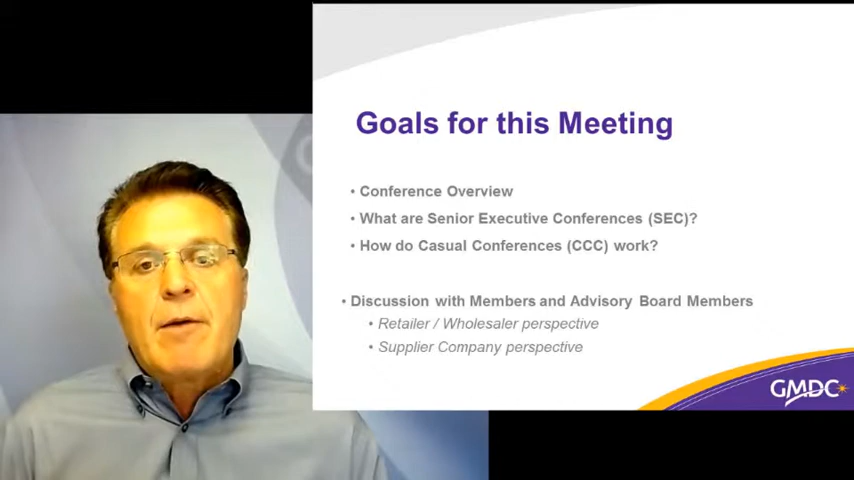 Goals for this Meeting
• Conference Overview
• What are Senior Executive Conferences (SEC)?
• How do Casual Conferences (CCC) work?
• Discussion with Members and Advisory Board Members
• Retailer / Wholesaler perspective
• Supplier Company perspective
GMDC